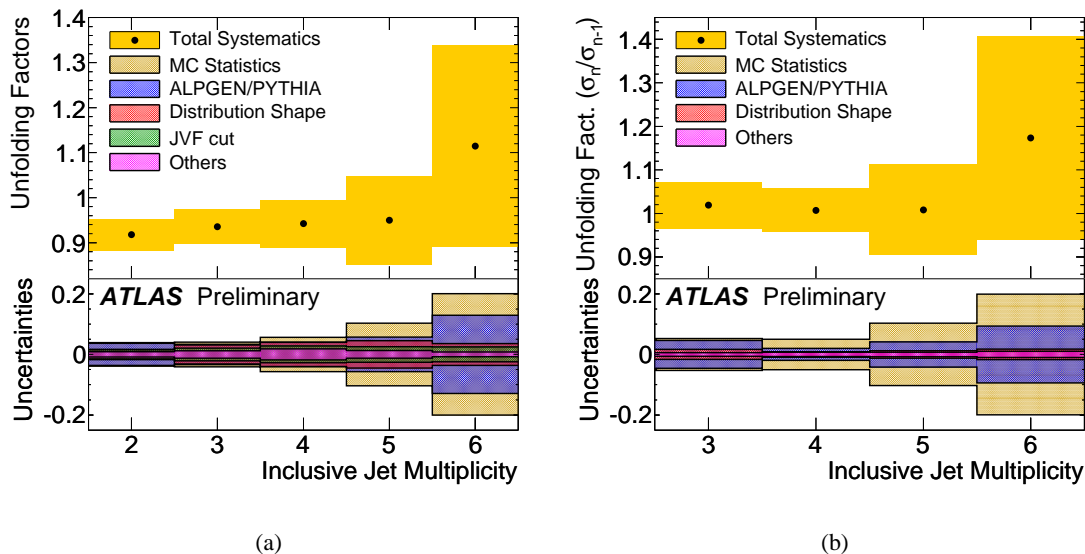 Unfolding Factors
1.4
1.3
1.2
1.1
1
0.9
Total Systematics
MC Statistics
ALPGEN/PYTHIA
Distribution Shape
JVF cut
Others
Uncertainties
0.2
0
-0.2
ATLAS Preliminary
2 3 4 5 6
Inclusive Jet Multiplicity
(a)
Unfolding Fact. (σn/σn-1)
1.4
1.3
1.2
1.1
1
0.9
Total Systematics
MC Statistics
ALPGEN/PYTHIA
Distribution Shape
Others
Uncertainties
0.2
0
-0.2
ATLAS Preliminary
3 4 5 6
Inclusive Jet Multiplicity
(b)